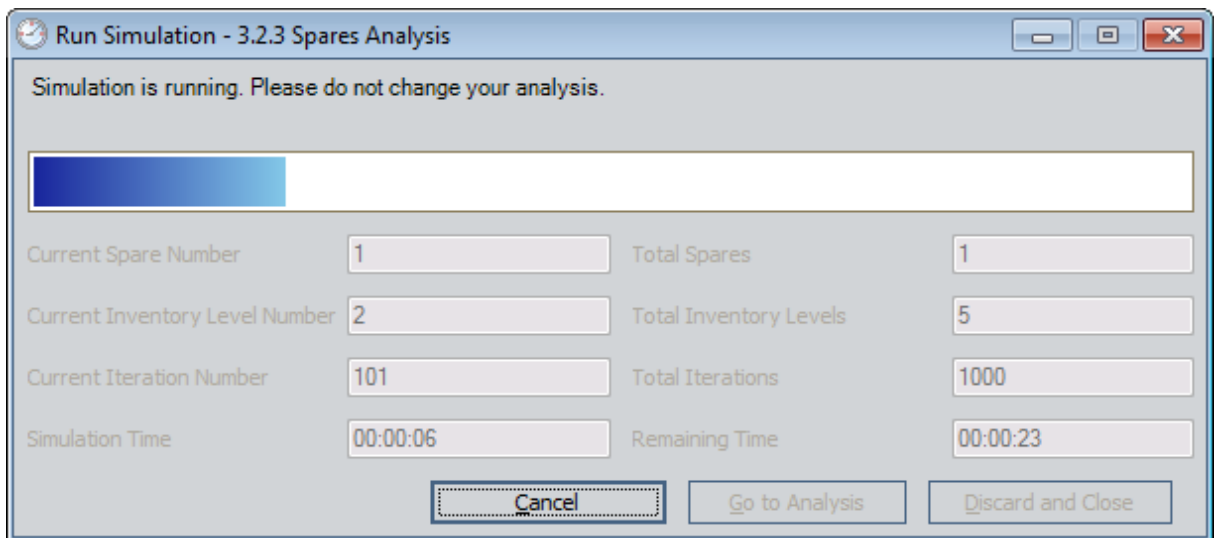 Run Simulation - 3.2.3 Spares Analysis
Simulation is running. Please do not change your analysis.
Current Spare Number 1 Total Spares 1
Current Inventory Level Number 2 Total Inventory Levels 5
Current Iteration Number 101 Total Iterations 1000
Simulation Time 00:00:06 Remaining Time 00:00:23
Cancel Go to Analysis Discard and Close